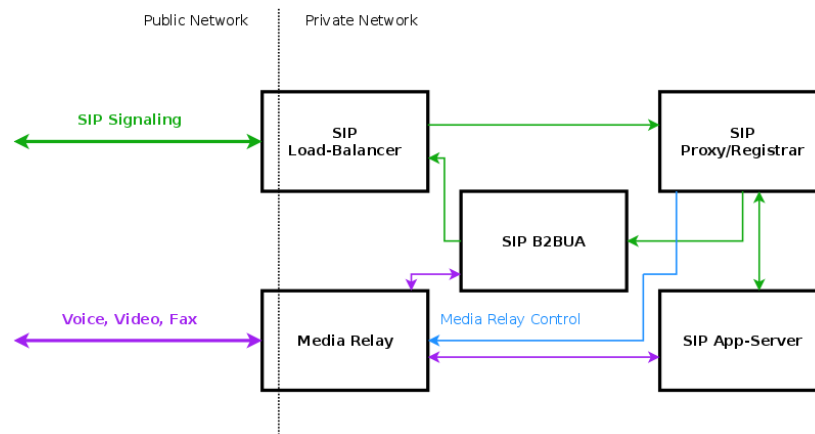 Public Network
Private Network
SIP Signaling
SIP
Load-Balancer
SIP
Proxy/Registrar
SIP B2BUA
Voice, Video, Fax
Media Relay
Media Relay Control
SIP App-Server